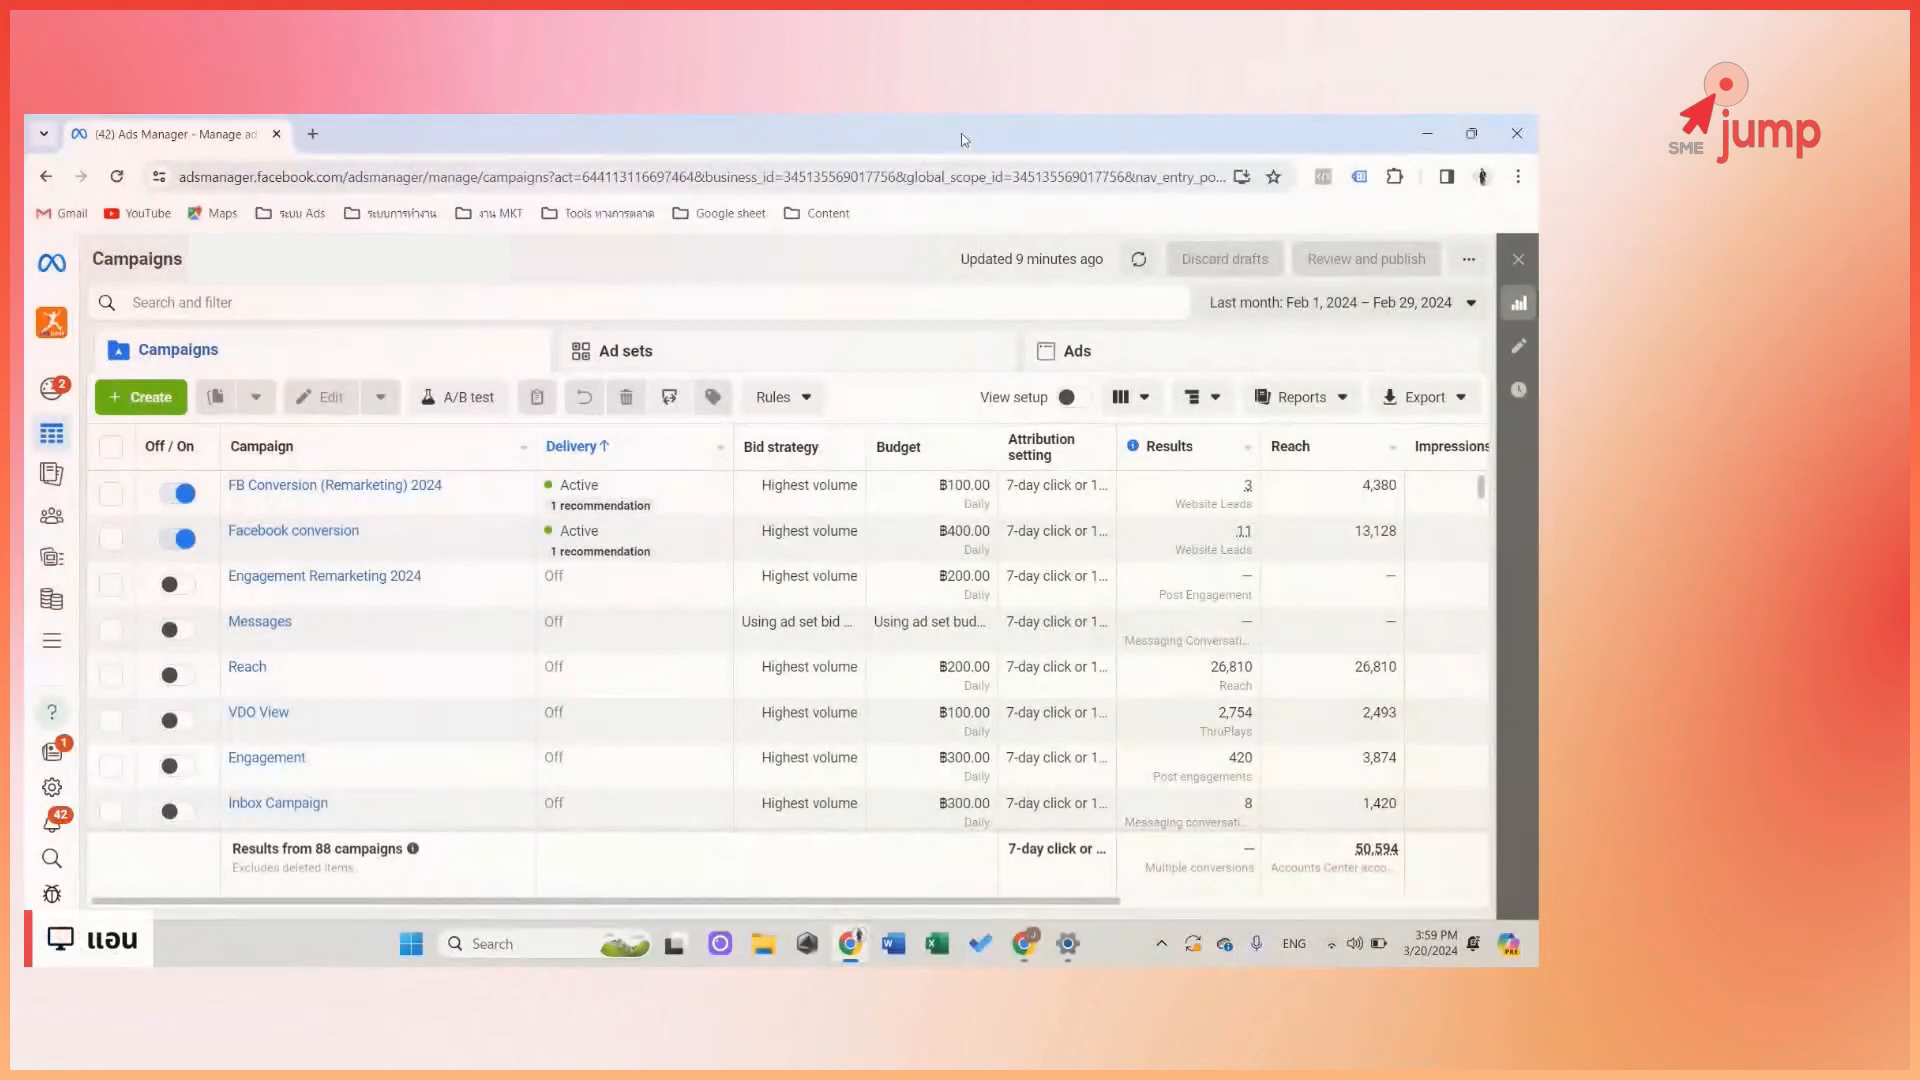 SME jump
(42) Ads Manager - Manage ad
adsmanager.facebook.com/adsmanager/manage/campaigns?act=644113116697464&business_id=345135569017756&global_scope_id=345135569017756&nav_entry_po...
Gmail YouTube Maps ระบบ Ads ระบบการทำงาน งาน MKT Tools ทางการตลาด Google sheet Content
Campaigns Updated 9 minutes ago Discard drafts Review and publish
Search and filter Last month: Feb 1, 2024 – Feb 29, 2024
Campaigns Ad sets Ads
+ Create Edit A/B test Rules View setup Reports Export
Off / On Campaign Delivery ↑ Bid strategy Budget Attribution setting Results Reach Impressions
FB Conversion (Remarketing) 2024 Active Highest volume ฿100.00 7-day click or 1... 3 4,380
1 recommendation Daily Website Leads
Facebook conversion Active Highest volume ฿400.00 7-day click or 1... 11 13,128
1 recommendation Daily Website Leads
Engagement Remarketing 2024 Off Highest volume ฿200.00 7-day click or 1... — —
Daily Post Engagement
Messages Off Using ad set bid ... Using ad set bud... 7-day click or 1... — —
Messaging Conversati...
Reach Off Highest volume ฿200.00 7-day click or 1... 26,810 26,810
Daily Reach
VDO View Off Highest volume ฿100.00 7-day click or 1... 2,754 2,493
Daily ThruPlays
Engagement Off Highest volume ฿300.00 7-day click or 1... 420 3,874
Daily Post engagements
Inbox Campaign Off Highest volume ฿300.00 7-day click or 1... 8 1,420
Daily Messaging conversati...
Results from 88 campaigns 7-day click or ... — 50,594
Excludes deleted items Multiple conversions Accounts Center acco...
2
1
42
แอน
Search ENG 3:59 PM
3/20/2024
PRE